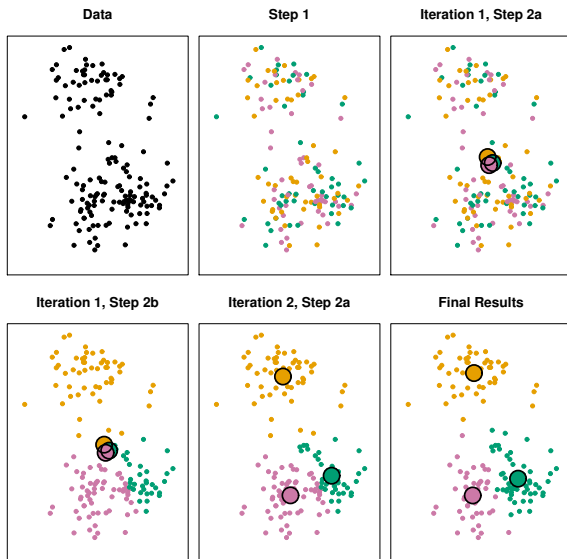 Data
Step 1
Iteration 1, Step 2a
Iteration 1, Step 2b
Iteration 2, Step 2a
Final Results